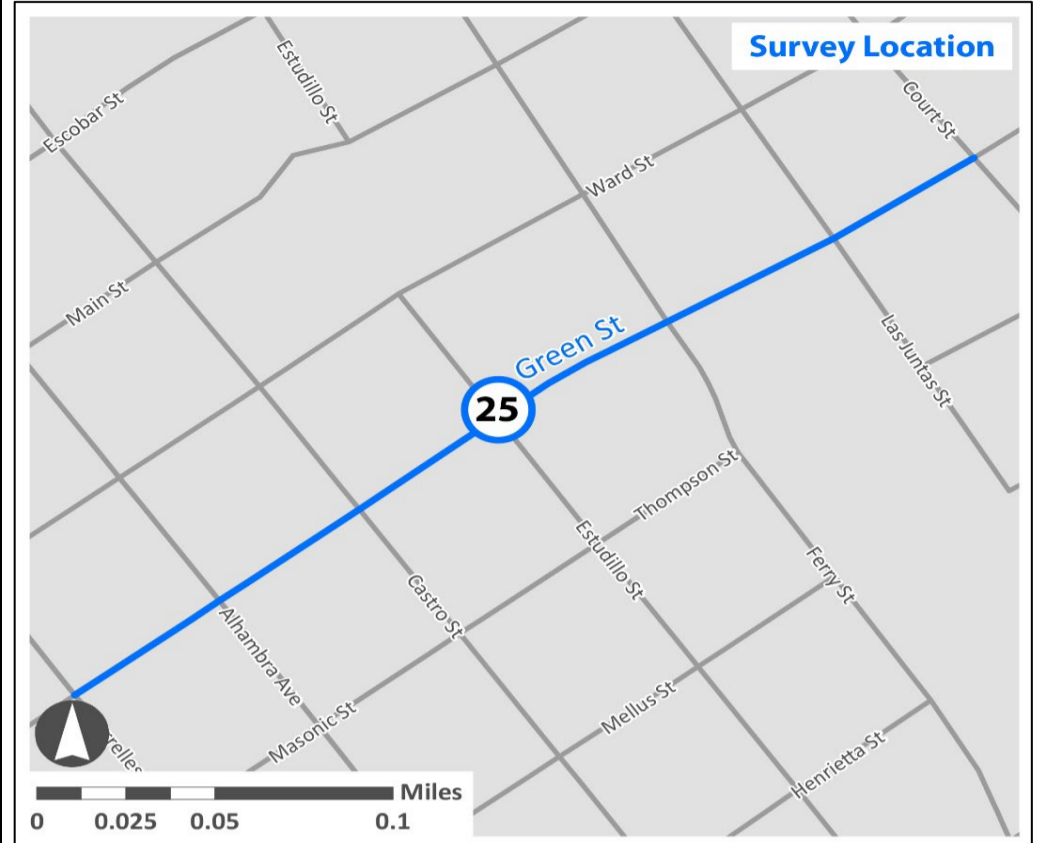 Survey Location
Estudillo St
Court St
Escobar St
Ward St
Main St
Green St
Las Juntas St
25
Thompson St
Estudillo St
Ferry St
Castro St
Alhambra Ave
Mellus St
Masonic St
Henrietta St
relles
Miles
0 0.025 0.05 0.1